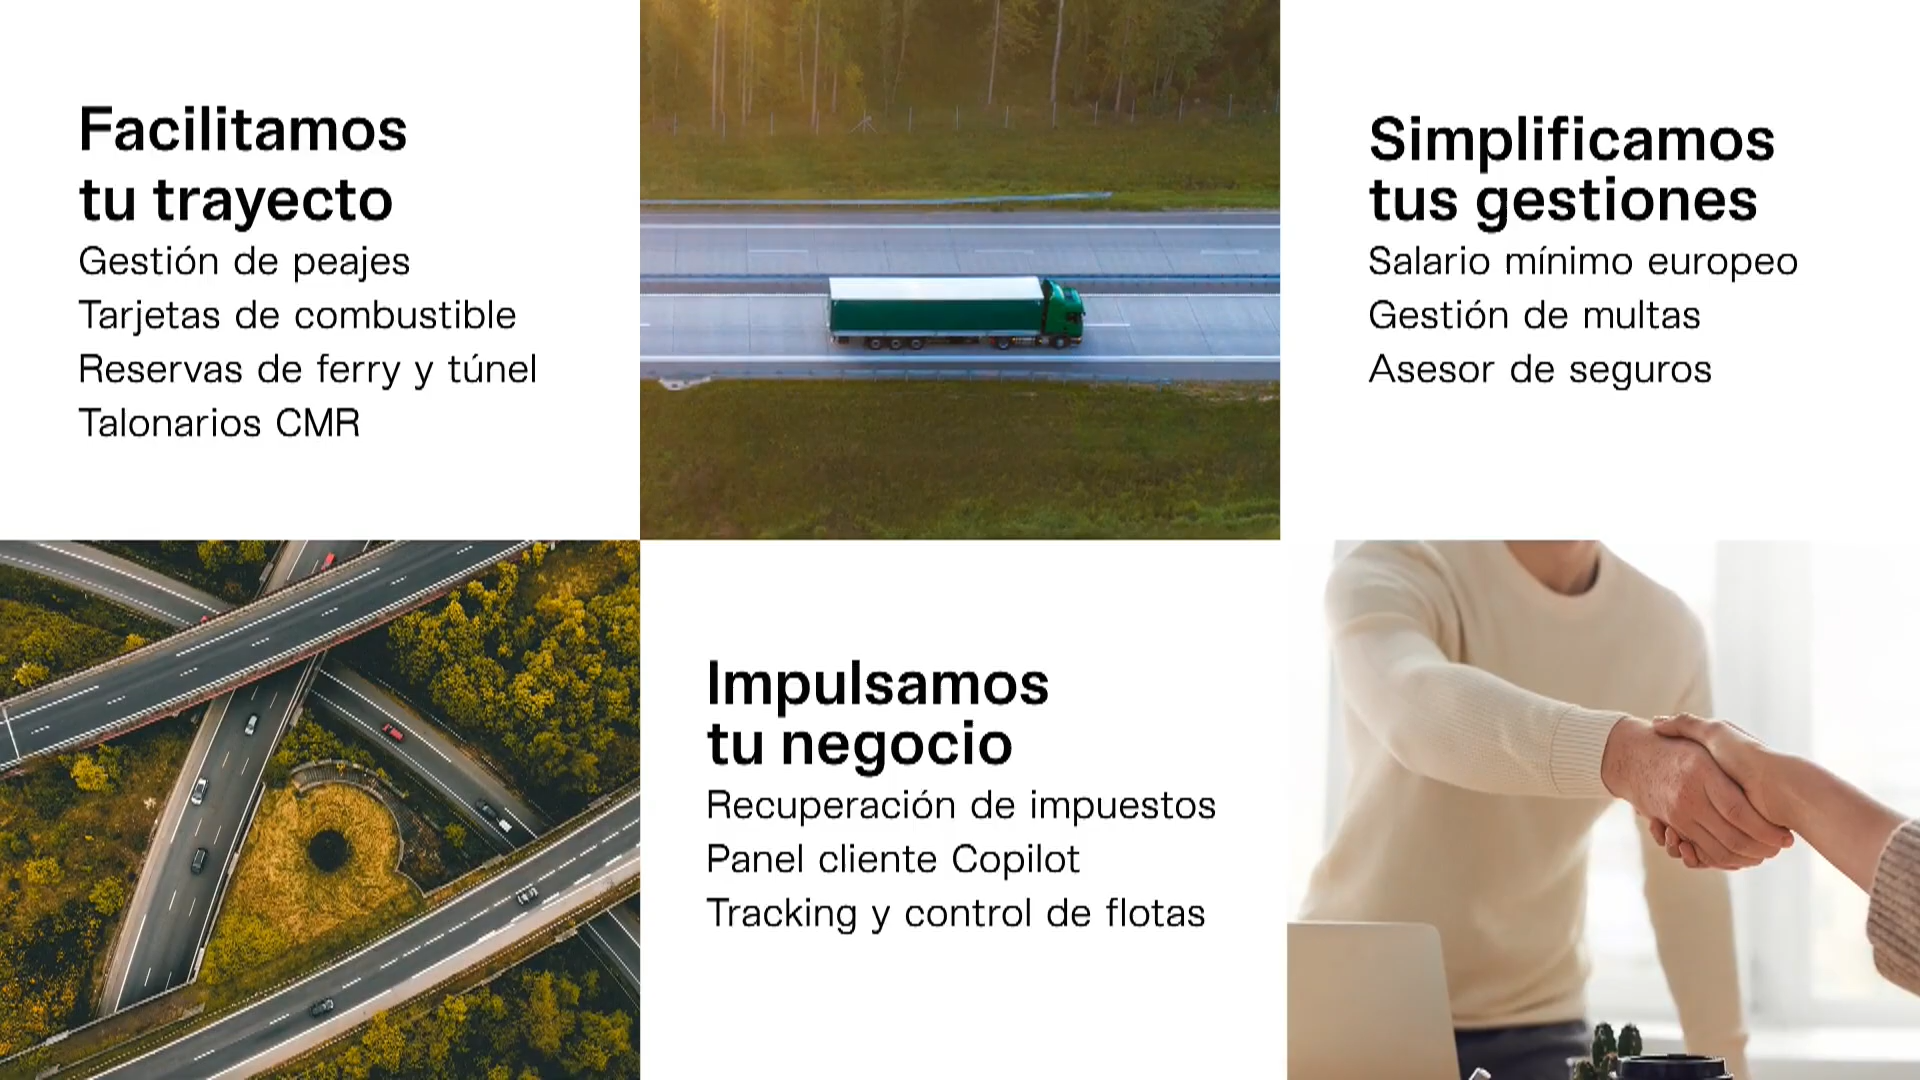 Facilitamos
tu trayecto
Gestión de peajes
Tarjetas de combustible
Reservas de ferry y túnel
Talonarios CMR
Simplificamos
tus gestiones
Salario mínimo europeo
Gestión de multas
Asesor de seguros
Impulsamos
tu negocio
Recuperación de impuestos
Panel cliente Copilot
Tracking y control de flotas